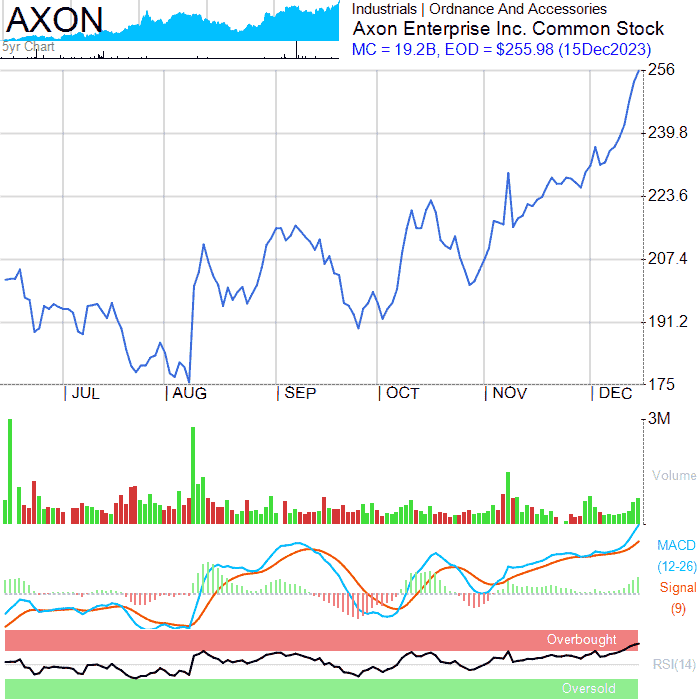 AXON
5yr Chart
Industrials | Ordnance And Accessories
Axon Enterprise Inc. Common Stock
MC = 19.2B, EOD = $255.98 (15Dec2023)
256
239.8
223.6
207.4
191.2
175
| JUL | AUG | SEP | OCT | NOV | DEC
3M
Volume
MACD
(12-26)
Signal
(9)
Overbought
RSI(14)
Oversold